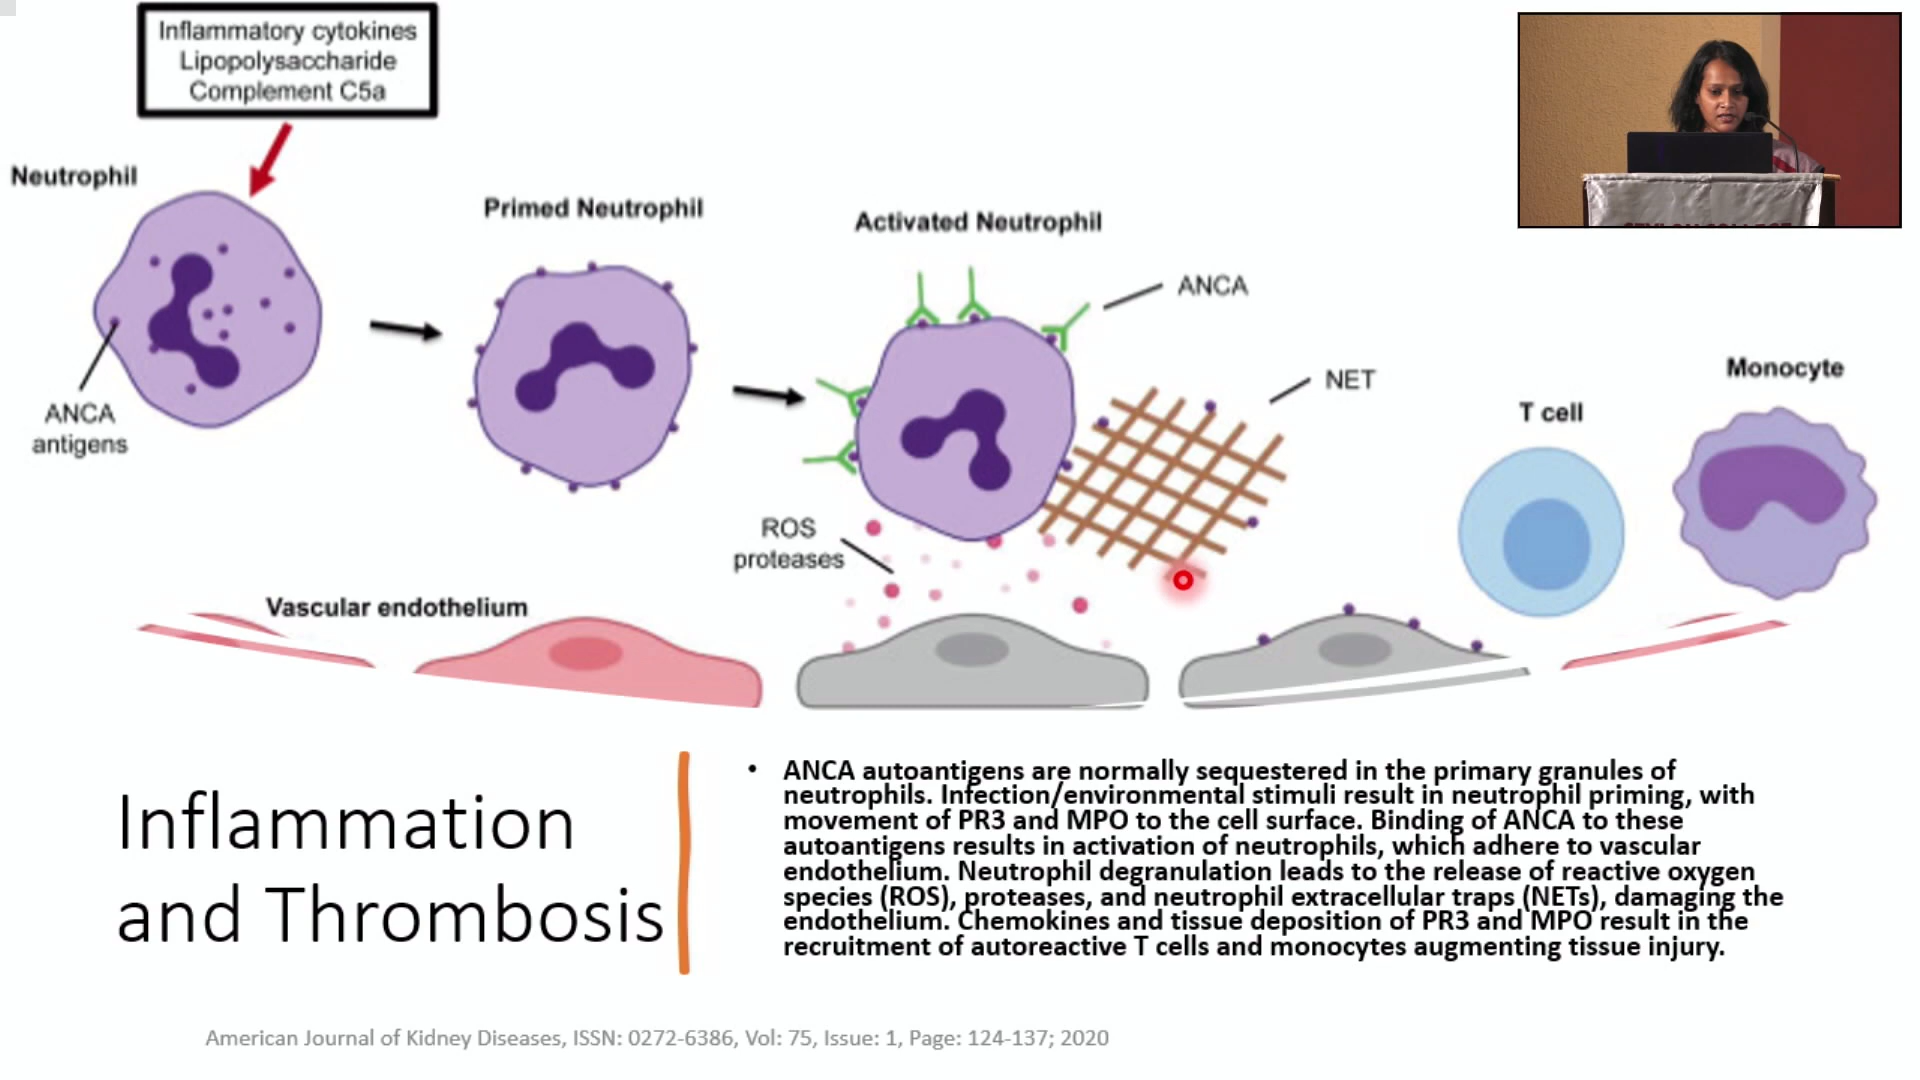 Inflammatory cytokines
Lipopolysaccharide
Complement C5a
Neutrophil
Primed Neutrophil
Activated Neutrophil
ANCA
NET
Monocyte
T cell
ANCA
antigens
ROS
proteases
Vascular endothelium
Inflammation
and Thrombosis
• ANCA autoantigens are normally sequestered in the primary granules of
neutrophils. Infection/environmental stimuli result in neutrophil priming, with
movement of PR3 and MPO to the cell surface. Binding of ANCA to these
autoantigens results in activation of neutrophils, which adhere to vascular
endothelium. Neutrophil degranulation leads to the release of reactive oxygen
species (ROS), proteases, and neutrophil extracellular traps (NETs), damaging the
endothelium. Chemokines and tissue deposition of PR3 and MPO result in the
recruitment of autoreactive T cells and monocytes augmenting tissue injury.
American Journal of Kidney Diseases, ISSN: 0272-6386, Vol: 75, Issue: 1, Page: 124-137; 2020